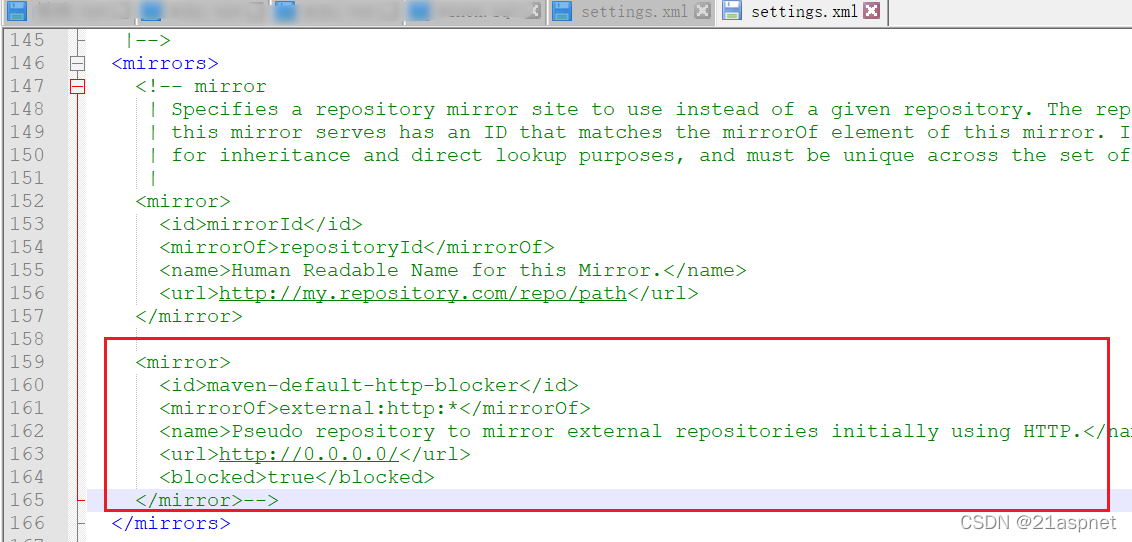 settings.xml settings.xml
145 |-->
146 <mirrors>
147 <!-- mirror
148 | Specifies a repository mirror site to use instead of a given repository. The rep
149 | this mirror serves has an ID that matches the mirrorOf element of this mirror. I
150 | for inheritance and direct lookup purposes, and must be unique across the set of
151 |
152 <mirror>
153 <id>mirrorId</id>
154 <mirrorOf>repositoryId</mirrorOf>
155 <name>Human Readable Name for this Mirror.</name>
156 <url>http://my.repository.com/repo/path</url>
157 </mirror>
158
159 <mirror>
160 <id>maven-default-http-blocker</id>
161 <mirrorOf>external:http:*</mirrorOf>
162 <name>Pseudo repository to mirror external repositories initially using HTTP.</na
163 <url>http://0.0.0.0/</url>
164 <blocked>true</blocked>
165 </mirror>-->
166 </mirrors>
CSDN @21aspnet